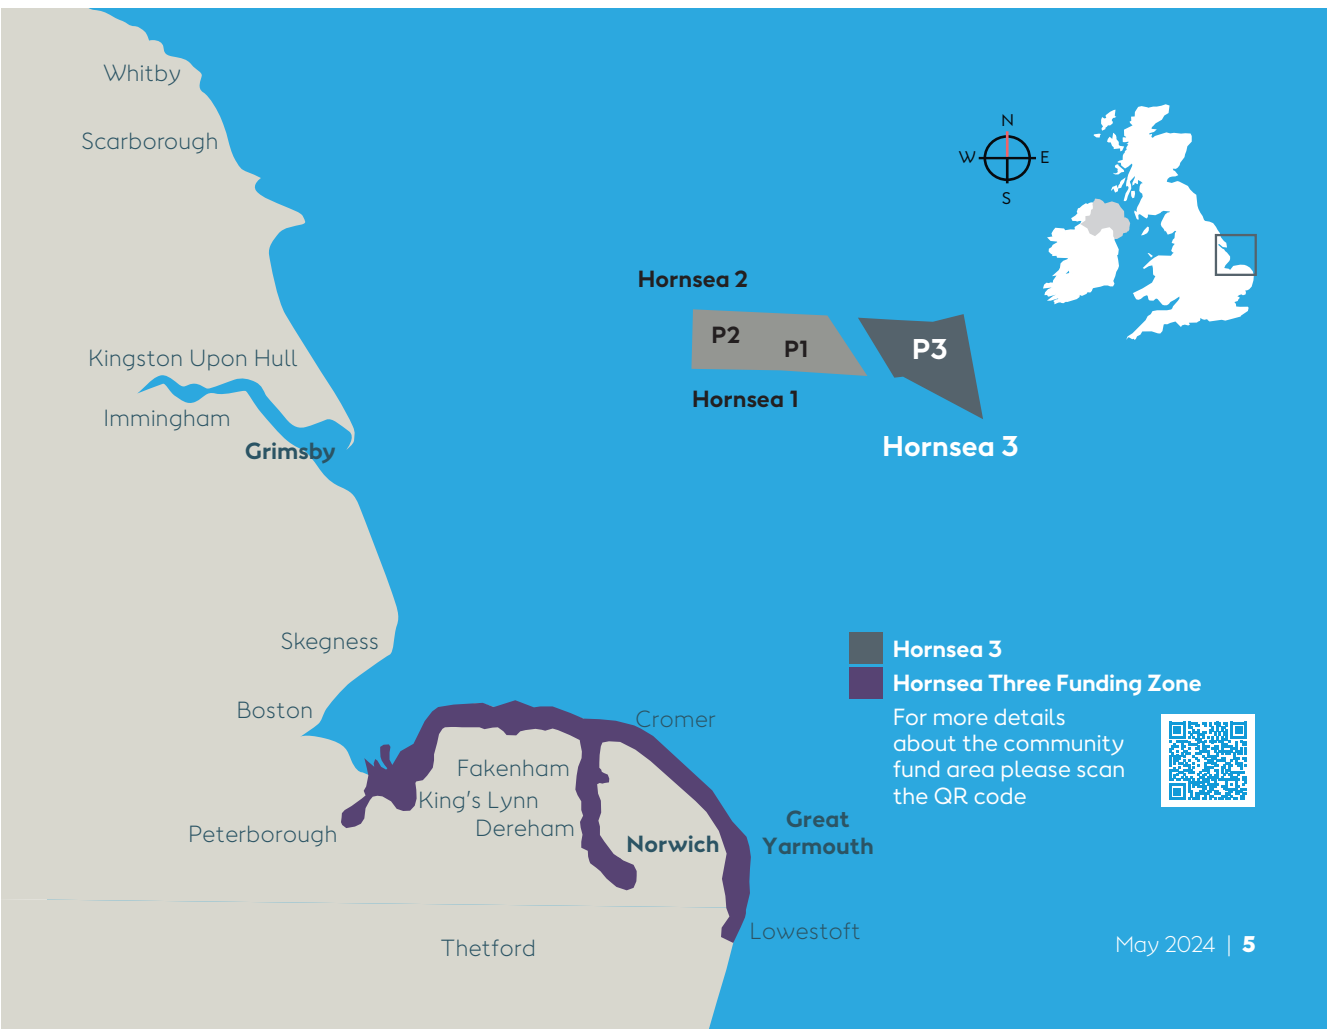 Whitby
Scarborough
N
W
E
S
Hornsea 2
P2
P1
P3
Kingston Upon Hull
Hornsea 1
Immingham
Grimsby
Hornsea 3
Skegness
Hornsea 3
Hornsea Three Funding Zone
Boston
Cromer
For more details
about the community
fund area please scan
the QR code
Fakenham
King's Lynn
Dereham
Peterborough
Norwich
Great
Yarmouth
Lowestoft
Thetford
May 2024 | 5